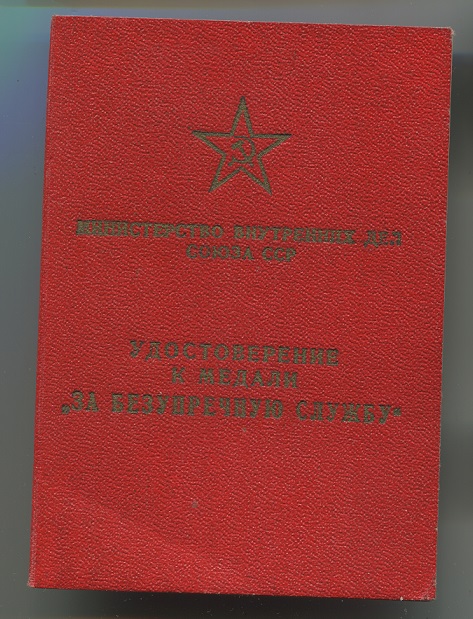 МИНИСТЕРСТВО ВНУТРЕННИХ ДЕЛ
СОЮЗА ССР
УДОСТОВЕРЕНИЕ
К МЕДАЛИ
„ЗА БЕЗУПРЕЧНУЮ СЛУЖБУ“